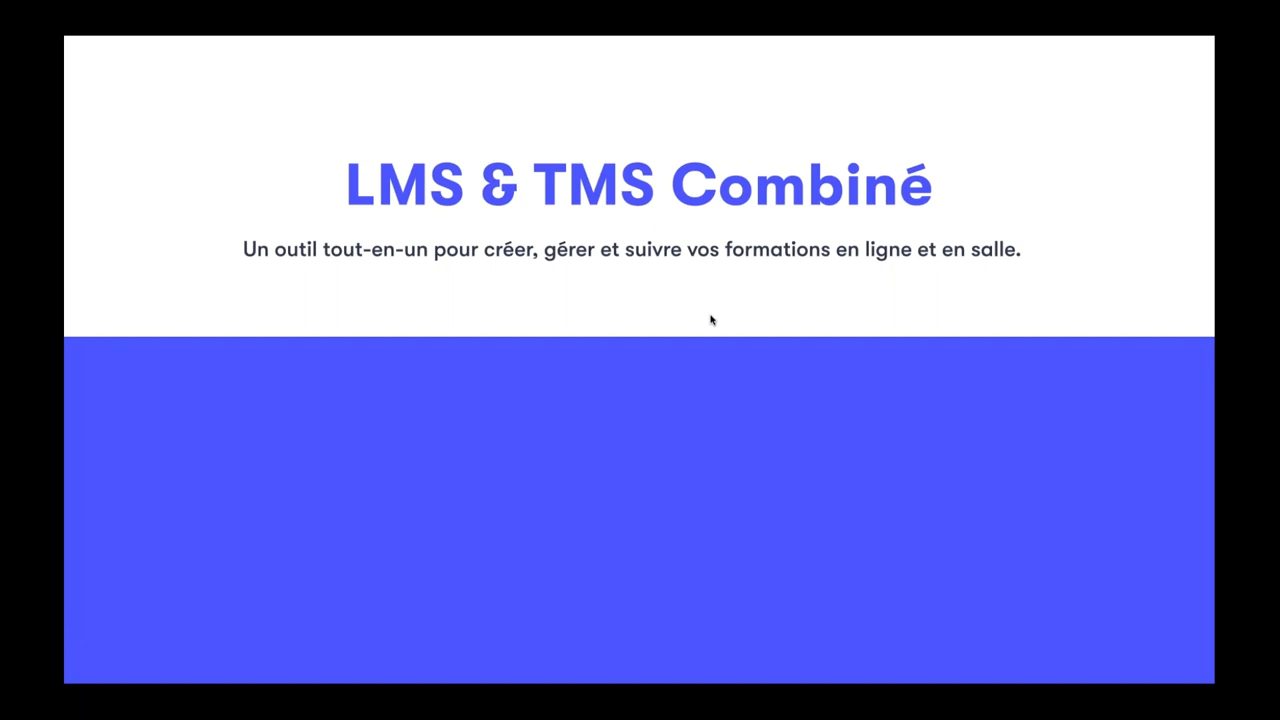 LMS & TMS Combiné
Un outil tout-en-un pour créer, gérer et suivre vos formations en ligne et en salle.